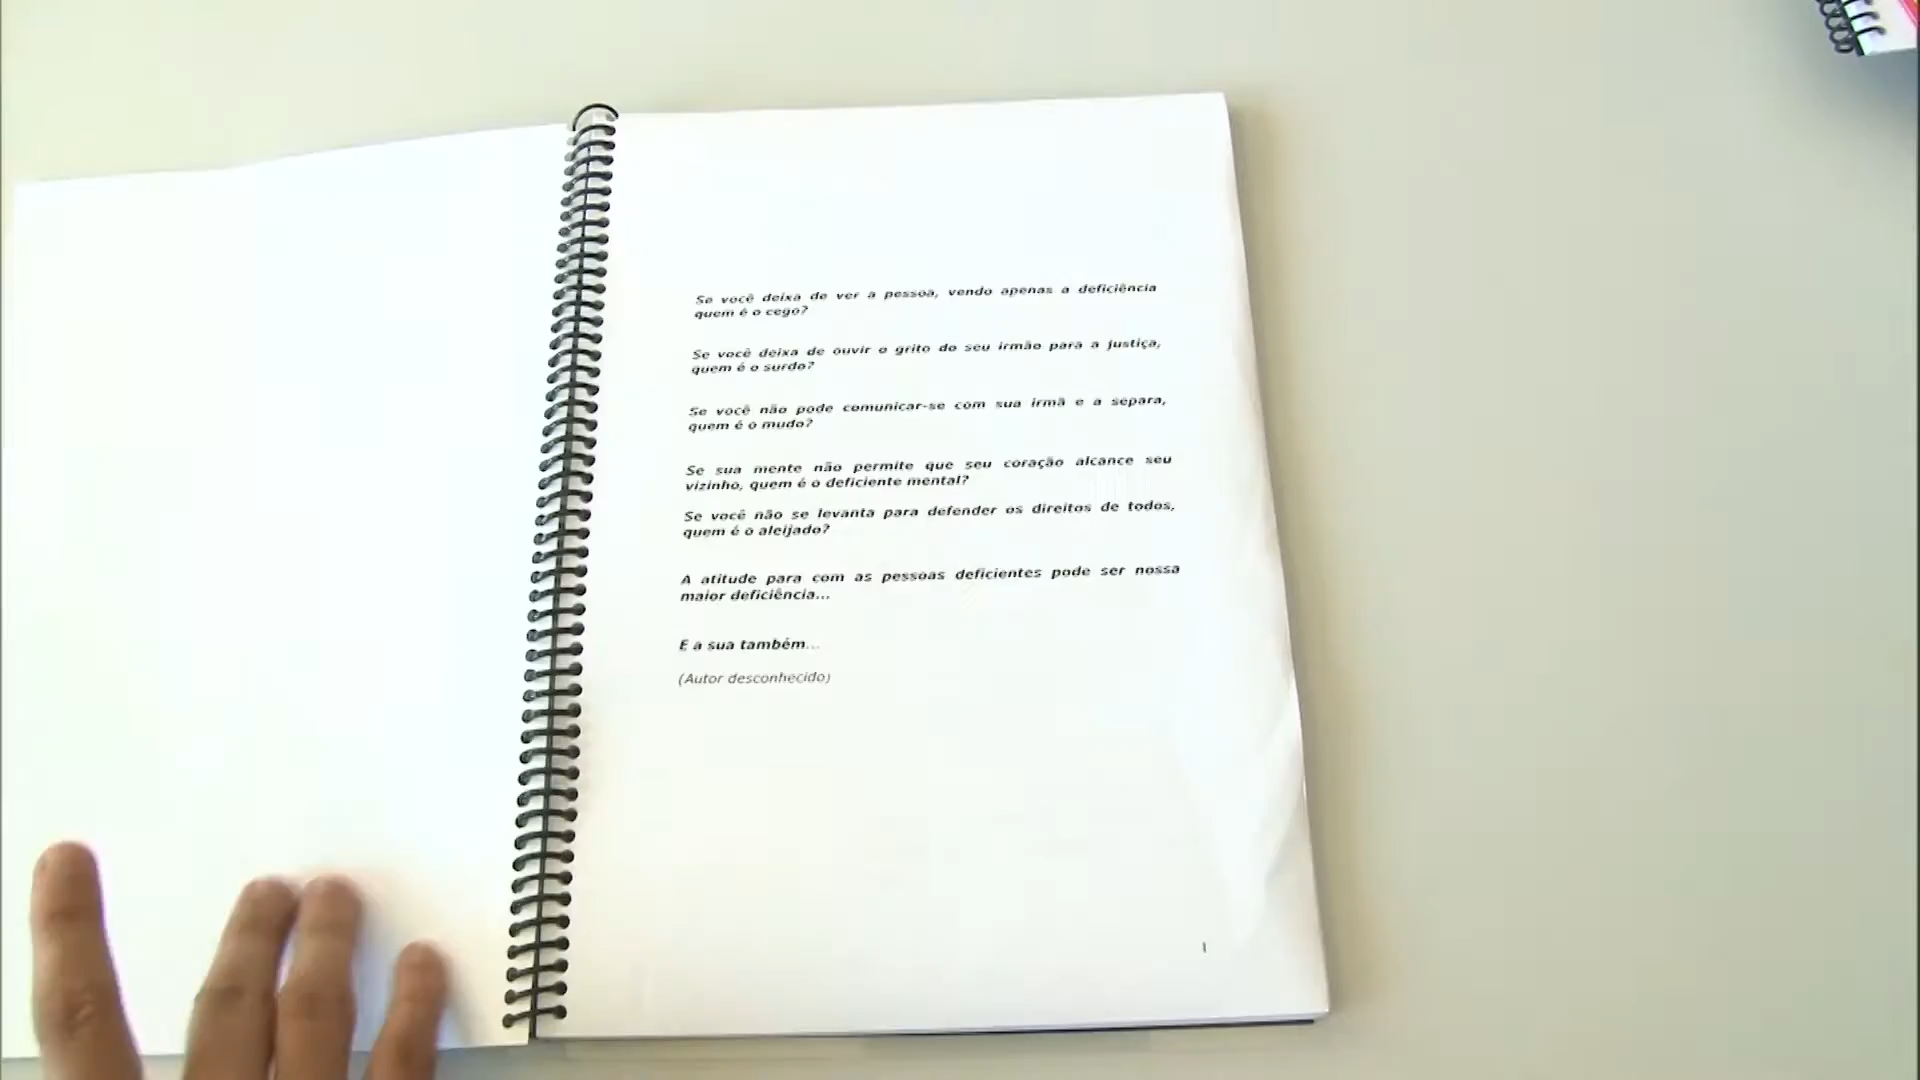 Se você deixa de ver a pessoa, vendo apenas a deficiência
quem é o cego?
Se você deixa de ouvir o grito do seu irmão para a justiça,
quem é o surdo?
Se você não pode comunicar-se com sua irmã e a separa,
quem é o mudo?
Se sua mente não permite que seu coração alcance seu
vizinho, quem é o deficiente mental?
Se você não se levanta para defender os direitos de todos,
quem é o aleijado?
A atitude para com as pessoas deficientes pode ser nossa
maior deficiência...
E a sua também...
(Autor desconhecido)
1